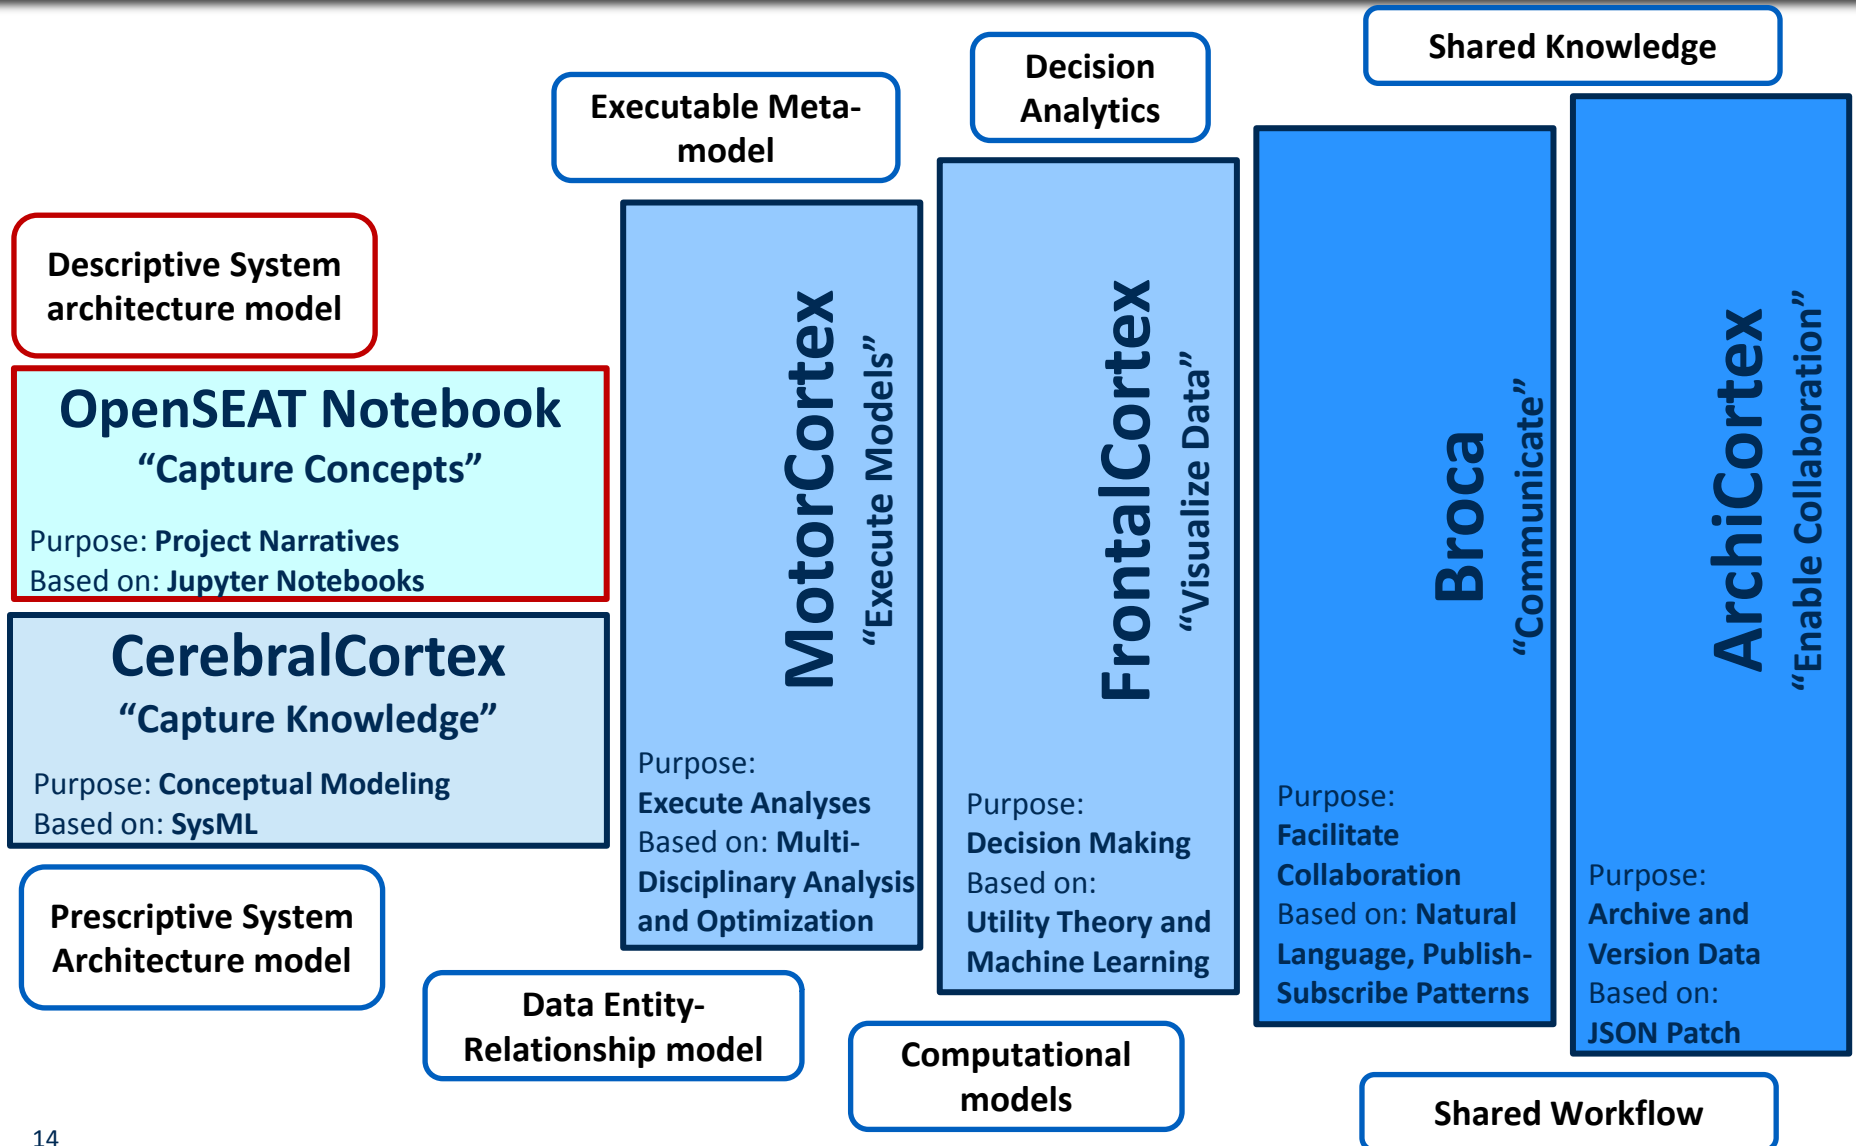 Shared Knowledge
Decision
Analytics
Executable Meta-
model
Descriptive System
architecture model
OpenSEAT Notebook
“Capture Concepts”
Purpose: Project Narratives
Based on: Jupyter Notebooks
CerebralCortex
“Capture Knowledge”
Purpose: Conceptual Modeling
Based on: SysML
Prescriptive System
Architecture model
MotorCortex
“Execute Models”
Purpose:
Execute Analyses
Based on: Multi-
Disciplinary Analysis
and Optimization
Data Entity-
Relationship model
FrontalCortex
“Visualize Data”
Purpose:
Decision Making
Based on:
Utility Theory and
Machine Learning
Computational
models
Broca
“Communicate”
Purpose:
Facilitate
Collaboration
Based on: Natural
Language, Publish-
Subscribe Patterns
ArchiCortex
“Enable Collaboration”
Purpose:
Archive and
Version Data
Based on:
JSON Patch
Shared Workflow
14